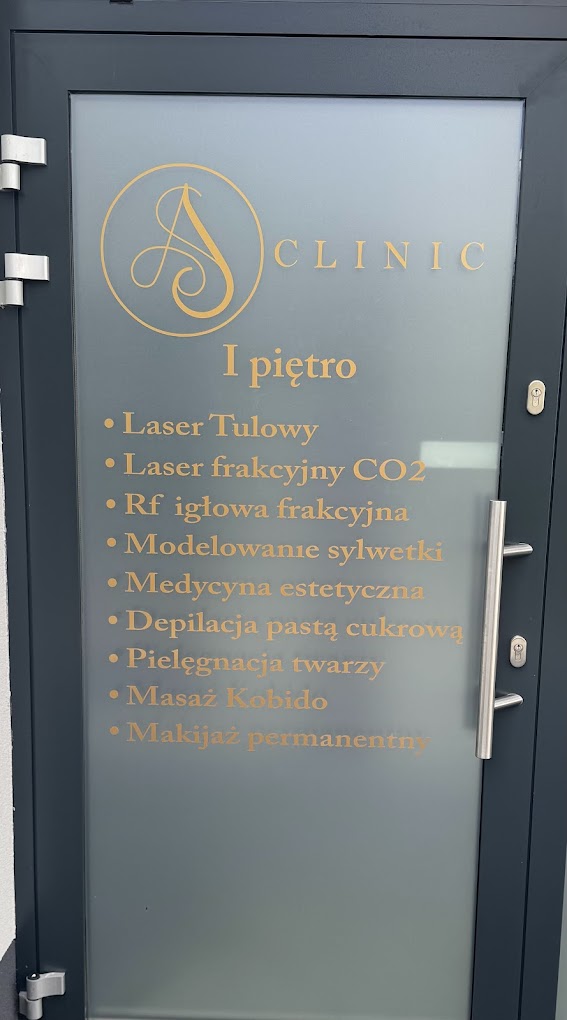 AS CLINIC
I piętro
• Laser Tulowy
• Laser frakcyjny CO2
• Rf igłowa frakcyjna
• Modelowanie sylwetki
• Medycyna estetyczna
• Depilacja pastą cukrową
• Pielęgnacja twarzy
• Masaż Kobido
• Makijaż permanentny